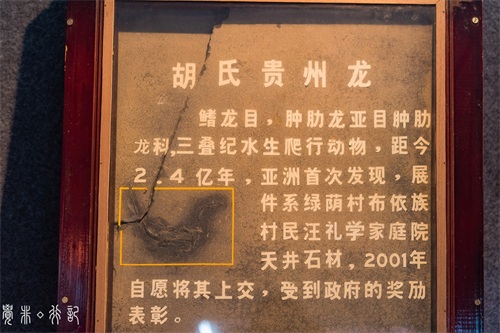 胡氏贵州龙
鳍龙目，肿肋龙亚目肿肋
龙科,三叠纪水生爬行动物，距今
2.4亿年，亚洲首次发现，展
件系绿荫村布依族
村民汪礼学家庭院
天井石材，2001年
自愿将其上交，受到政府的奖励
表彰。